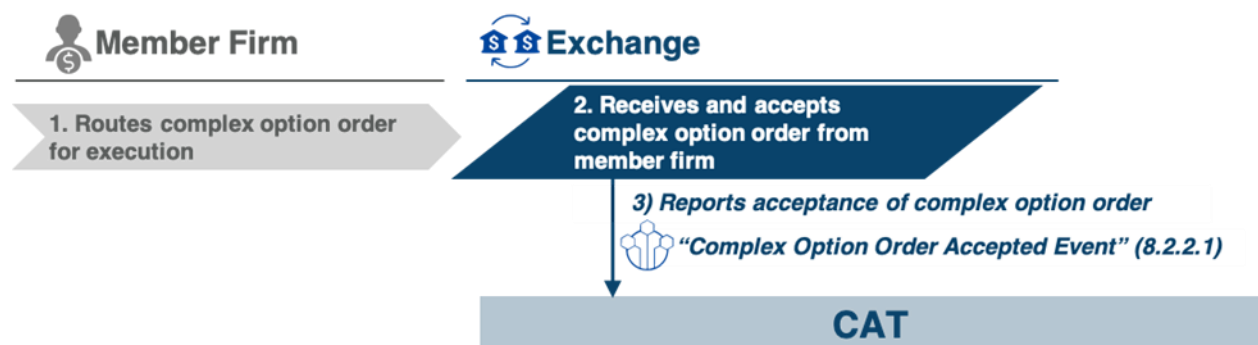 Member Firm
Exchange
1. Routes complex option order
for execution
2. Receives and accepts
complex option order from
member firm
3) Reports acceptance of complex option order
“Complex Option Order Accepted Event” (8.2.2.1)
CAT